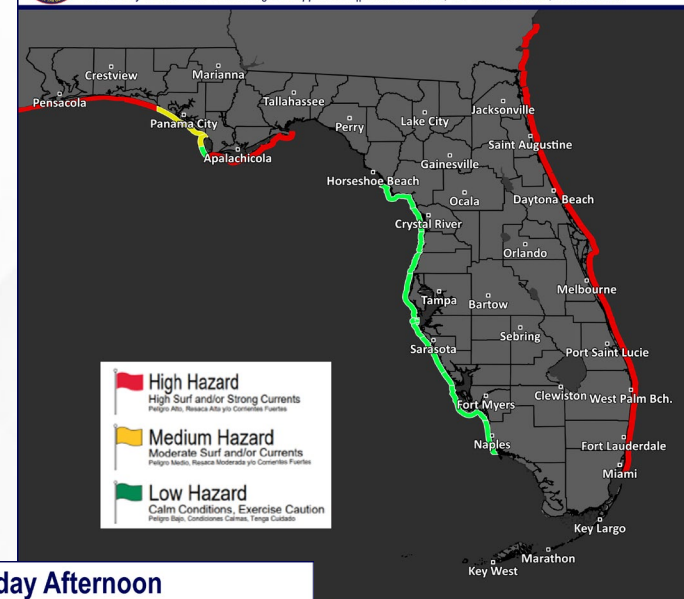 Crestview
Marianna
Pensacola
Tallahassee
Panama City
Perry
Lake City
Jacksonville
Apalachicola
Saint Augustine
Gainesville
Horseshoe Beach
Ocala
Daytona Beach
Crystal River
Orlando
Melbourne
Tampa
Bartow
Sebring
Sarasota
Port Saint Lucie
High Hazard
High Surf and/or Strong Currents
Peligro Alto, Resaca Alta y/o Corrientes Fuertes
Medium Hazard
Moderate Surf and/or Currents
Peligro Medio, Resaca Moderada y/o Corrientes Fuertes
Low Hazard
Calm Conditions, Exercise Caution
Peligro Bajo, Condiciones Calmas, Tenga Cuidado
Clewiston
West Palm Bch.
Fort Myers
Naples
Fort Lauderdale
Miami
Key Largo
Marathon
Key West
day Afternoon